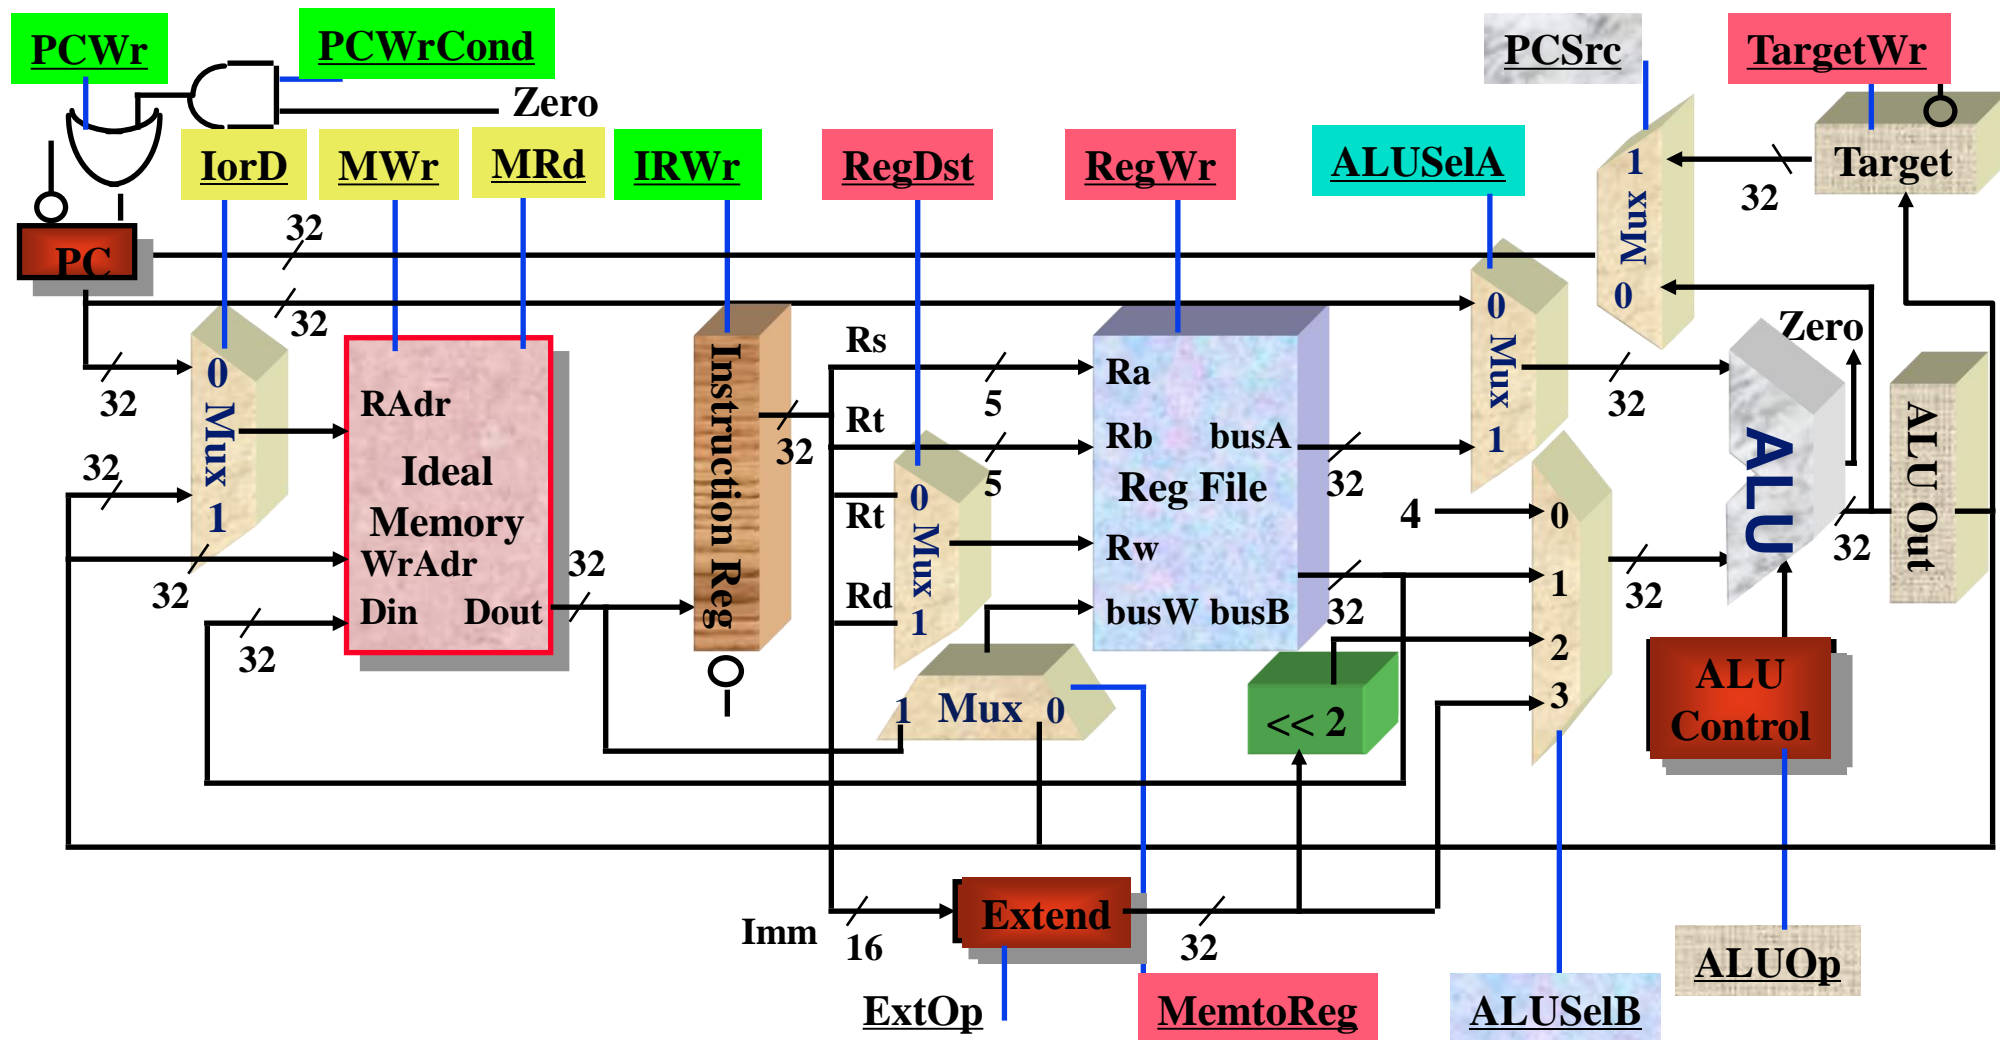 PCWr
PCWrCond
PCSrc
TargetWr
Zero
IorD
MWr
MRd
IRWr
RegDst
RegWr
ALUSelA
1
Mux
0
Target
32
PC
32
32
32
32
32
32
0
Mux
1
RAdr
Ideal
Memory
WrAdr
Din
Dout
32
Instruction Reg
32
Rs
Rt
Rt
Rd
5
5
0
Mux
1
Ra
Rb
busA
Reg File
Rw
busW
busB
32
32
1
Mux
0
<< 2
0
Mux
1
4
0
1
2
3
32
32
Zero
ALU
32
ALU Out
ALU
Control
Imm
16
Extend
32
ExtOp
MemtoReg
ALUSelB
ALUOp